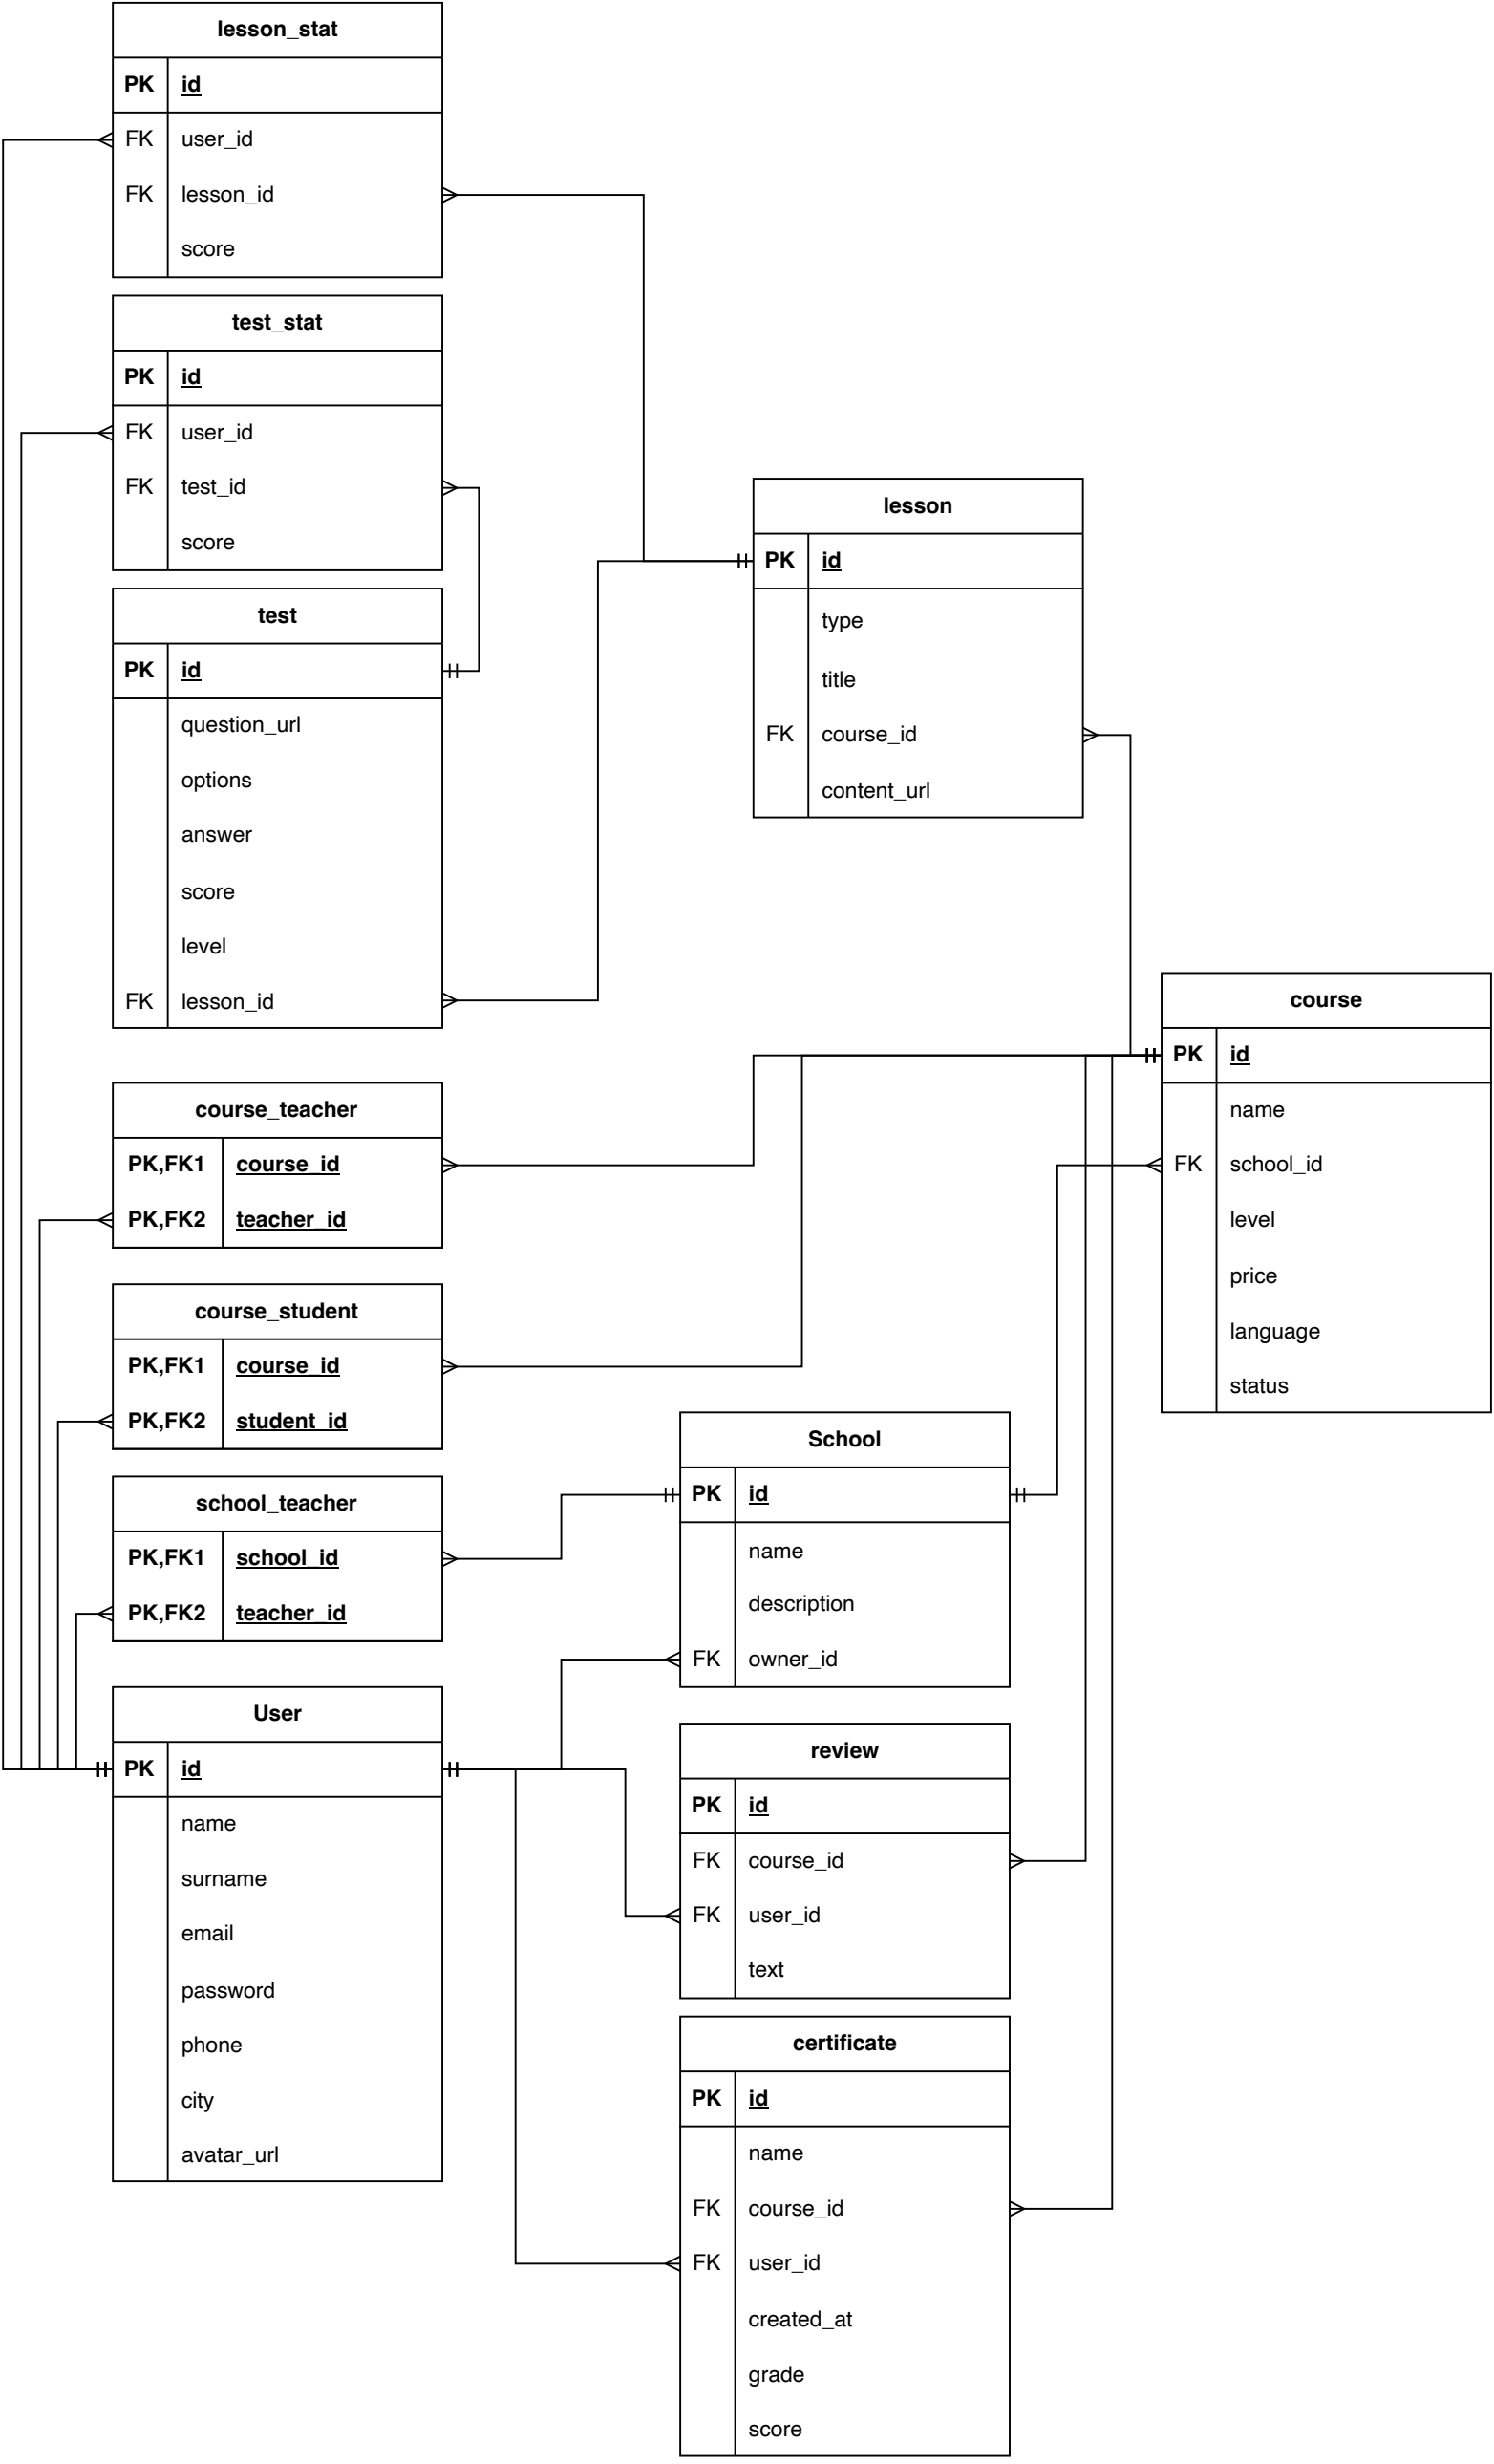 lesson_stat
PK id
FK user_id
FK lesson_id
score
test_stat
PK id
FK user_id
FK test_id
score
test
PK id
question_url
options
answer
score
level
FK lesson_id
lesson
PK id
type
title
FK course_id
content_url
course
PK id
name
FK school_id
level
price
language
status
course_teacher
PK,FK1 course_id
PK,FK2 teacher_id
course_student
PK,FK1 course_id
PK,FK2 student_id
school_teacher
PK,FK1 school_id
PK,FK2 teacher_id
School
PK id
name
description
FK owner_id
User
PK id
name
surname
email
password
phone
city
avatar_url
review
PK id
FK course_id
FK user_id
text
certificate
PK id
name
FK course_id
FK user_id
created_at
grade
score